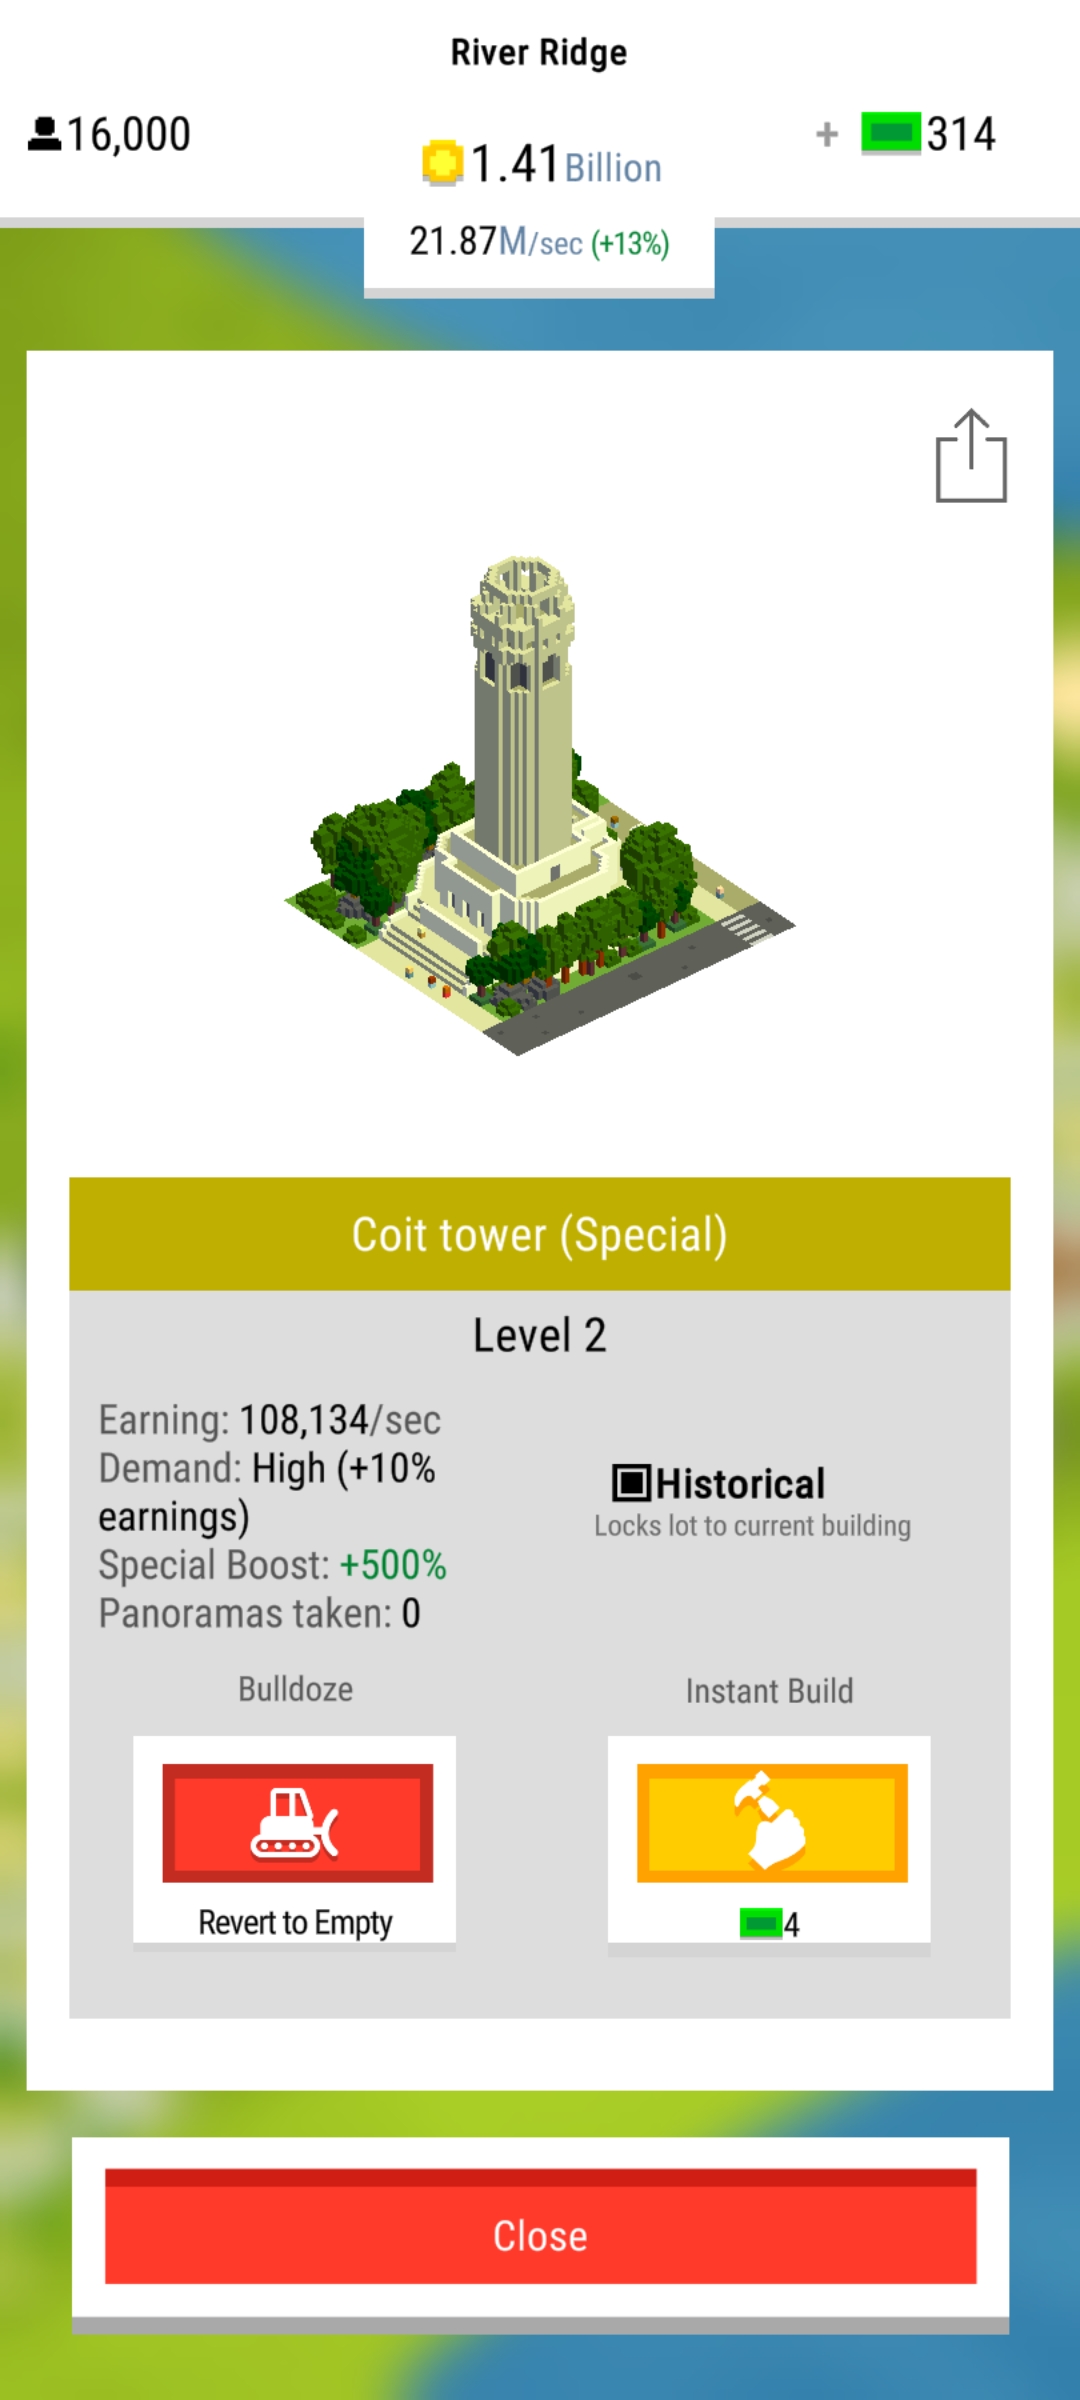 River Ridge
16,000
1.41 Billion
+ 314
21.87M/sec (+13%)
Coit tower (Special)
Level 2
Earning: 108,134/sec
Demand: High (+10%
earnings)
Special Boost: +500%
Panoramas taken: 0
Historical
Locks lot to current building
Bulldoze
Revert to Empty
Instant Build
4
Close